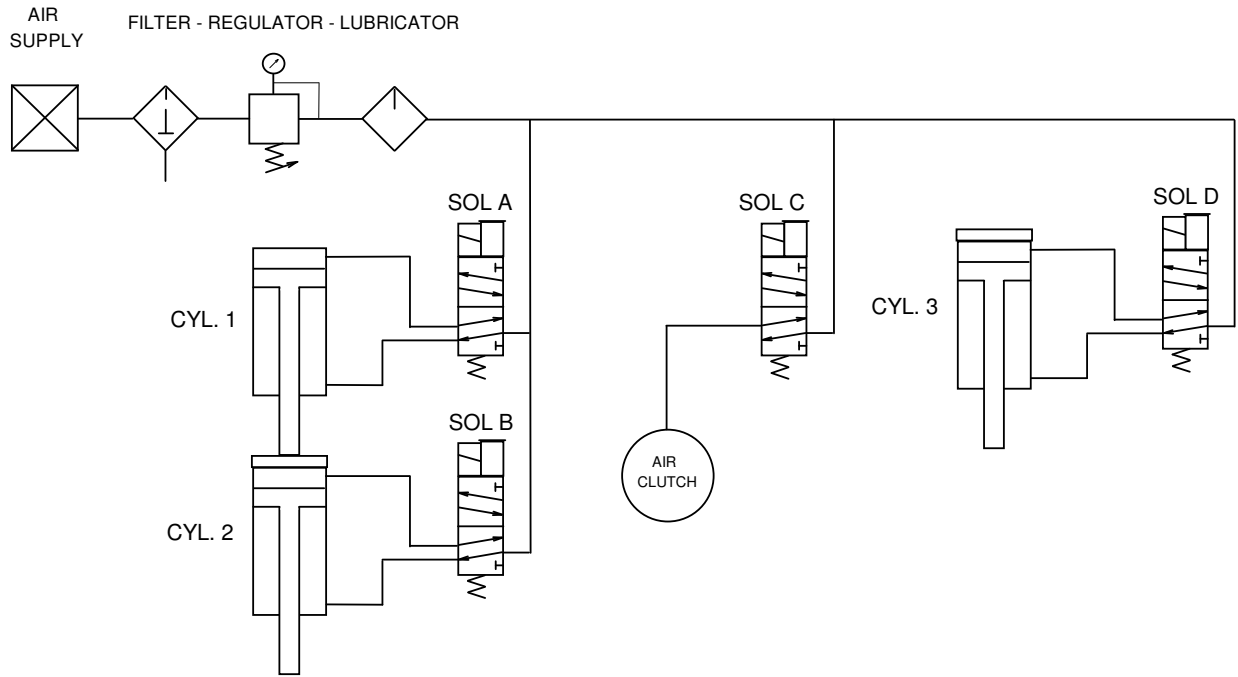 AIR
SUPPLY
FILTER - REGULATOR - LUBRICATOR
SOL A
SOL C
SOL D
CYL. 1
CYL. 3
SOL B
AIR
CLUTCH
CYL. 2